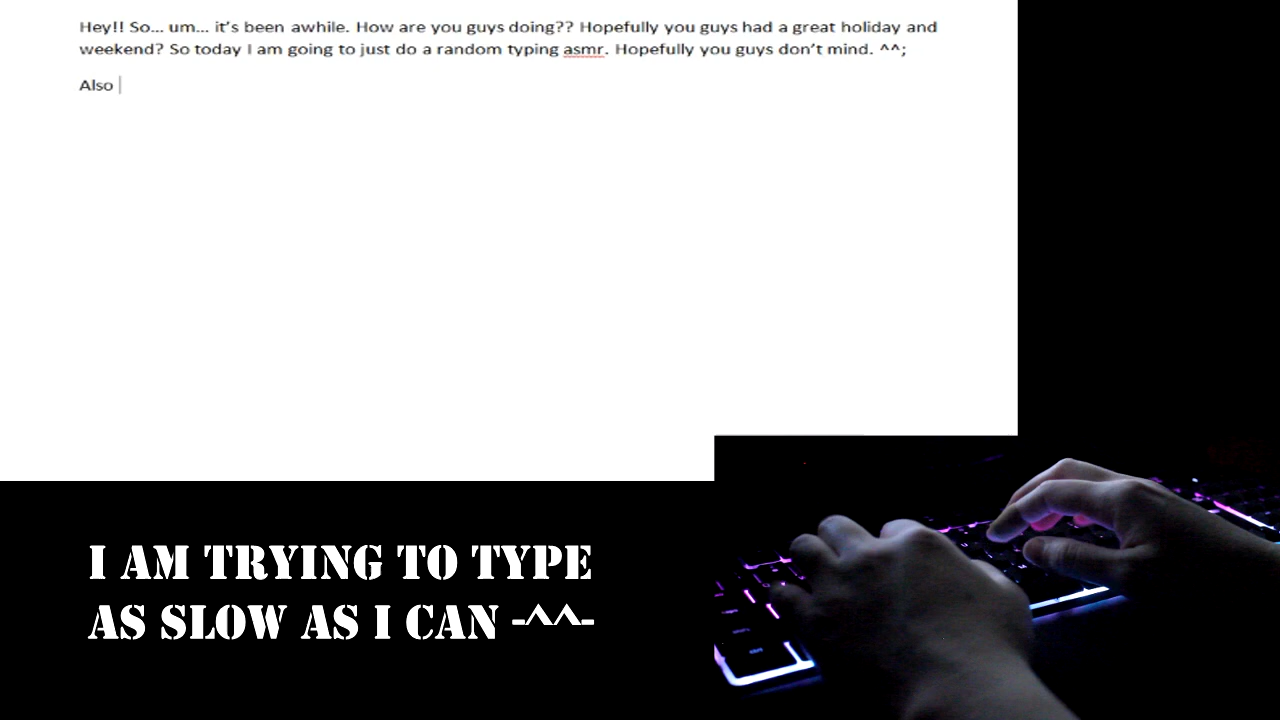 Hey!! So... um... it's been awhile. How are you guys doing?? Hopefully you guys had a great holiday and
weekend? So today I am going to just do a random typing asmr. Hopefully you guys don't mind. ^^;
Also
I AM TRYING TO TYPE
AS SLOW AS I CAN -^^-